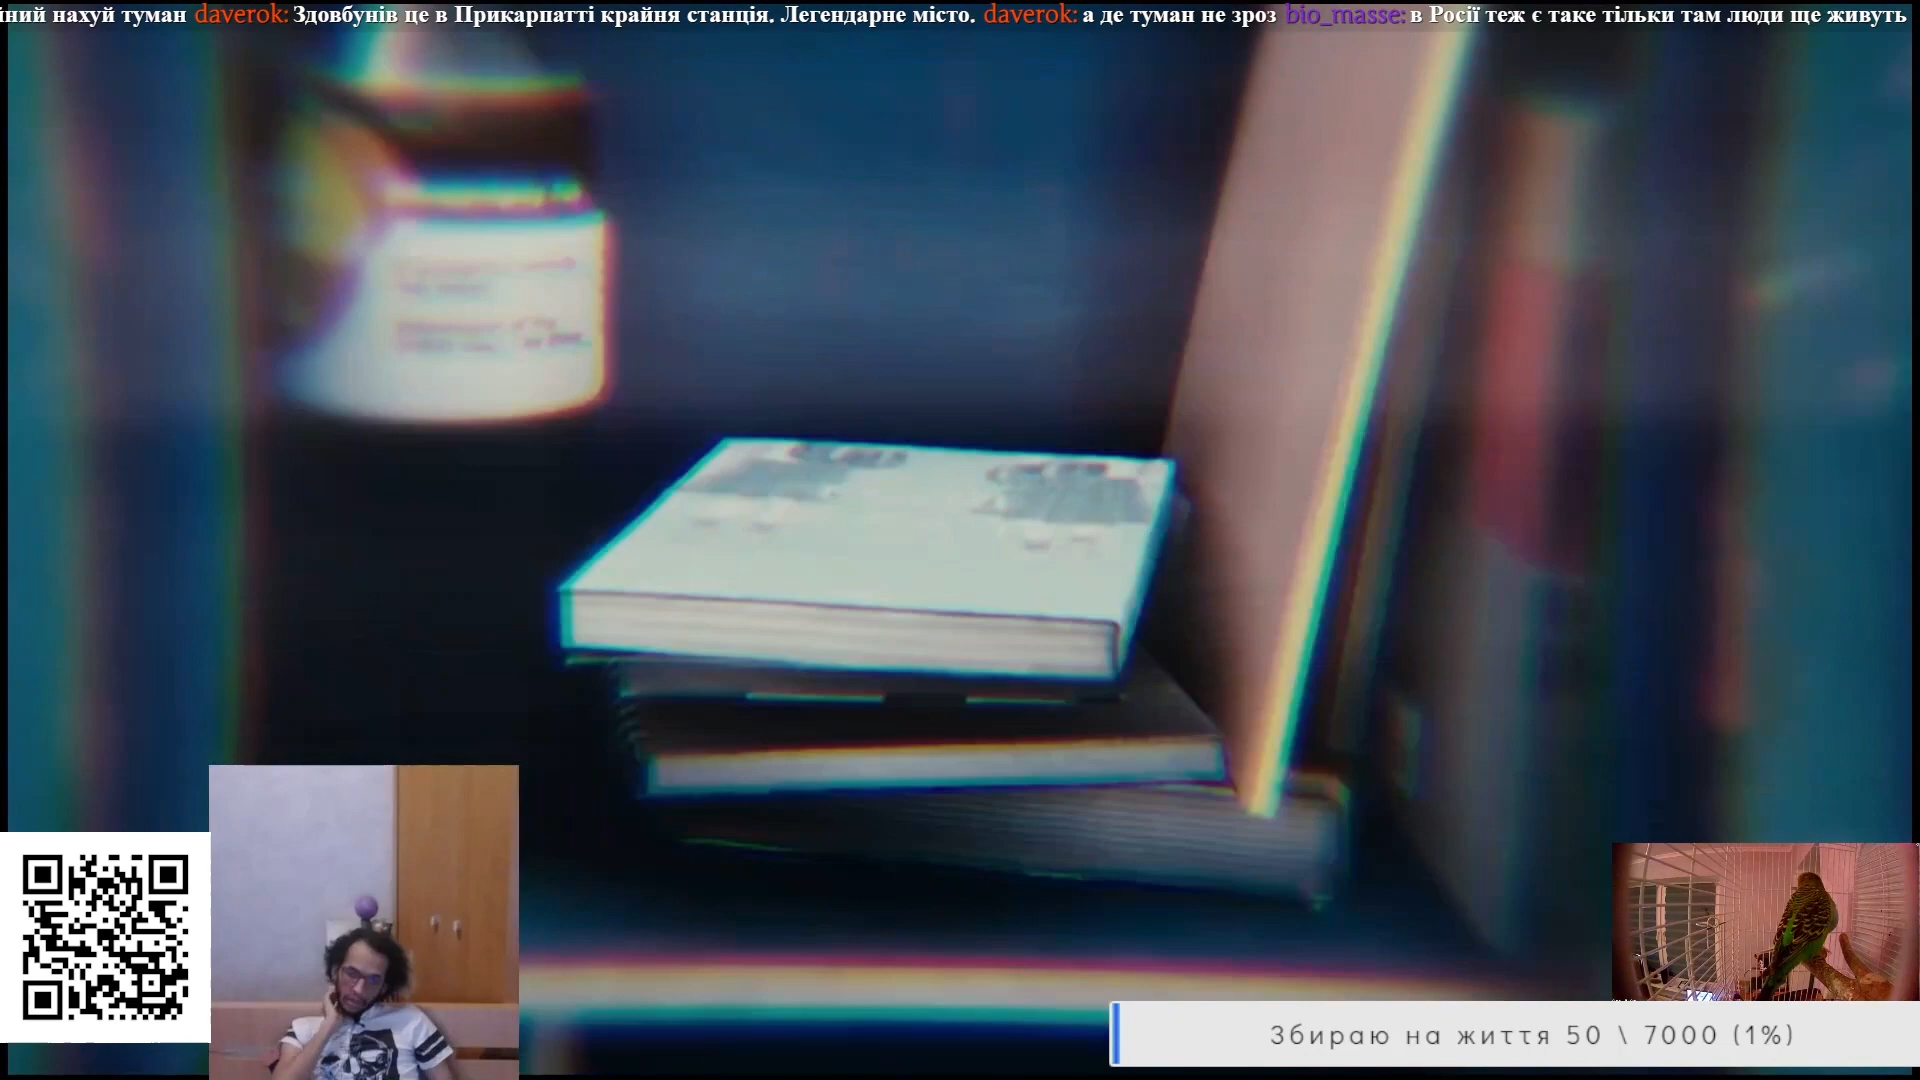 йний нахуй туман daverok: Здовбунів це в Прикарпатті крайня станція. Легендарне місто. daverok: а де туман не зроз bio_masse: в Росії теж є таке тільки там люди ще живуть
Збираю на життя 50 \ 7000 (1%)